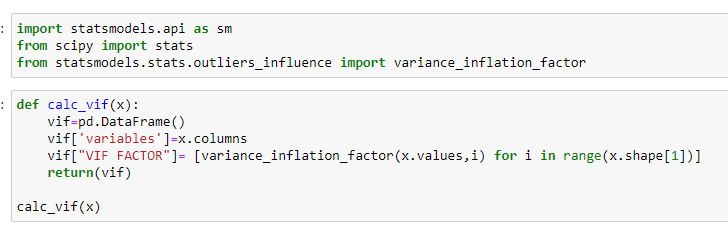 : import statsmodels.api as sm
from scipy import stats
from statsmodels.stats.outliers_influence import variance_inflation_factor
: def calc_vif(x):
    vif=pd.DataFrame()
    vif['variables']=x.columns
    vif["VIF FACTOR"]= [variance_inflation_factor(x.values,i) for i in range(x.shape[1])]
    return(vif)
calc_vif(x)